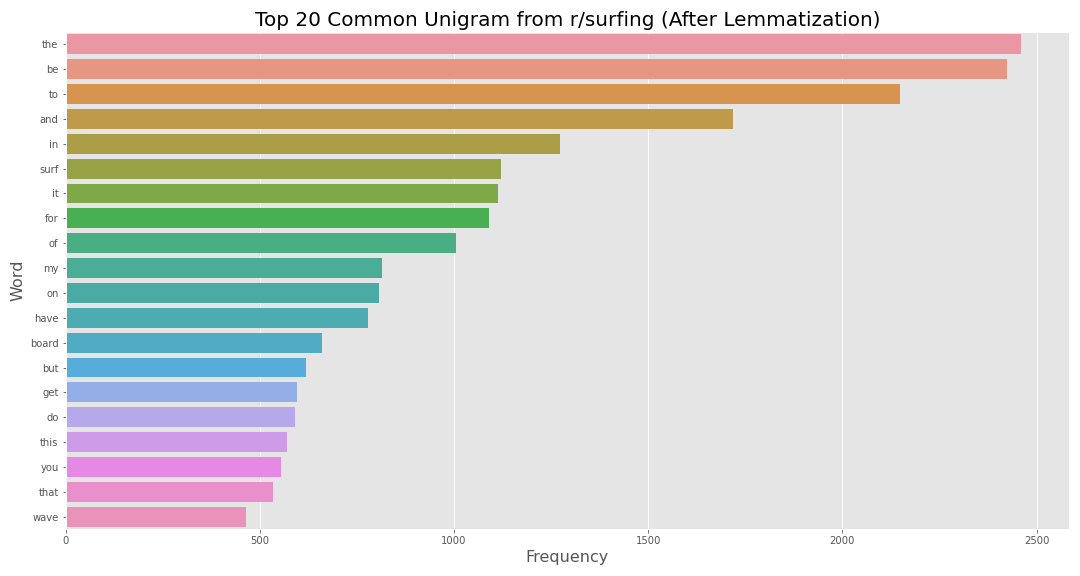 Top 20 Common Unigram from r/surfing (After Lemmatization)
the
be
to
and
in
surf
it
for
of
my
on
have
board
but
get
do
this
you
that
wave
Word
0 500 1000 1500 2000 2500
Frequency